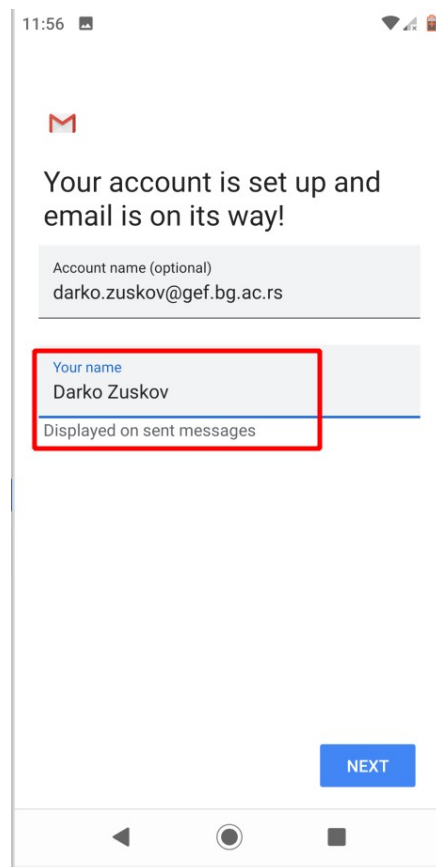 11:56
Your account is set up and
email is on its way!
Account name (optional)
darko.zuskov@gef.bg.ac.rs
Your name
Darko Zuskov
Displayed on sent messages
NEXT